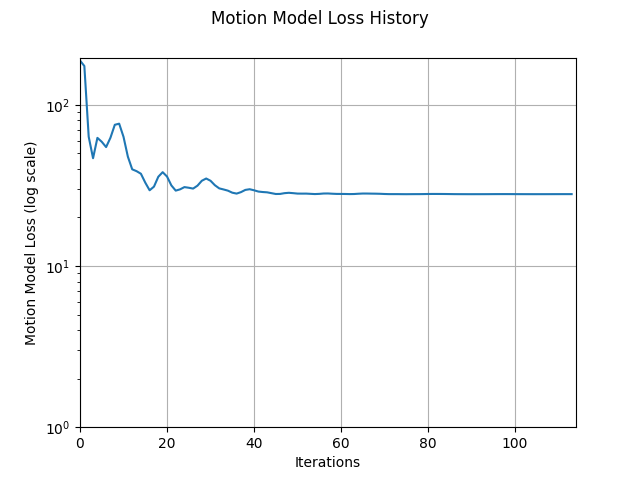 Motion Model Loss History
Motion Model Loss (log scale)
10²
10¹
10⁰
0 20 40 60 80 100
Iterations